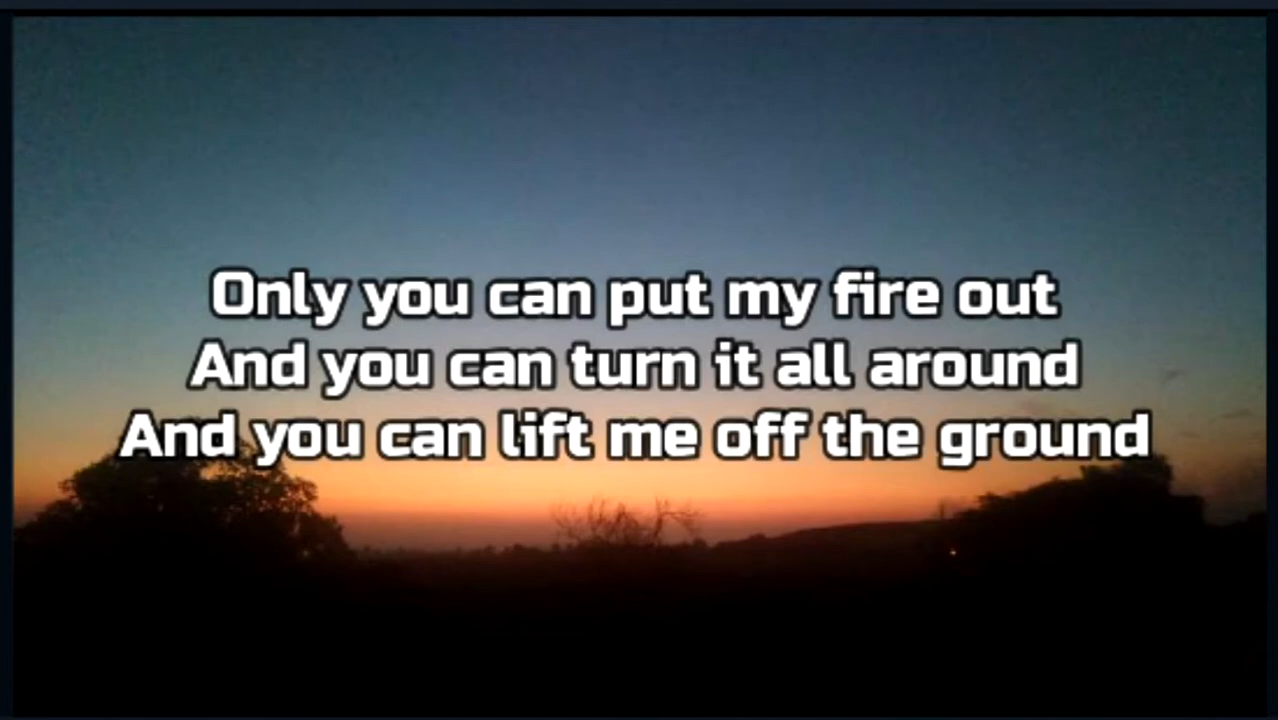 Only you can put my fire out
And you can turn it all around
And you can lift me off the ground